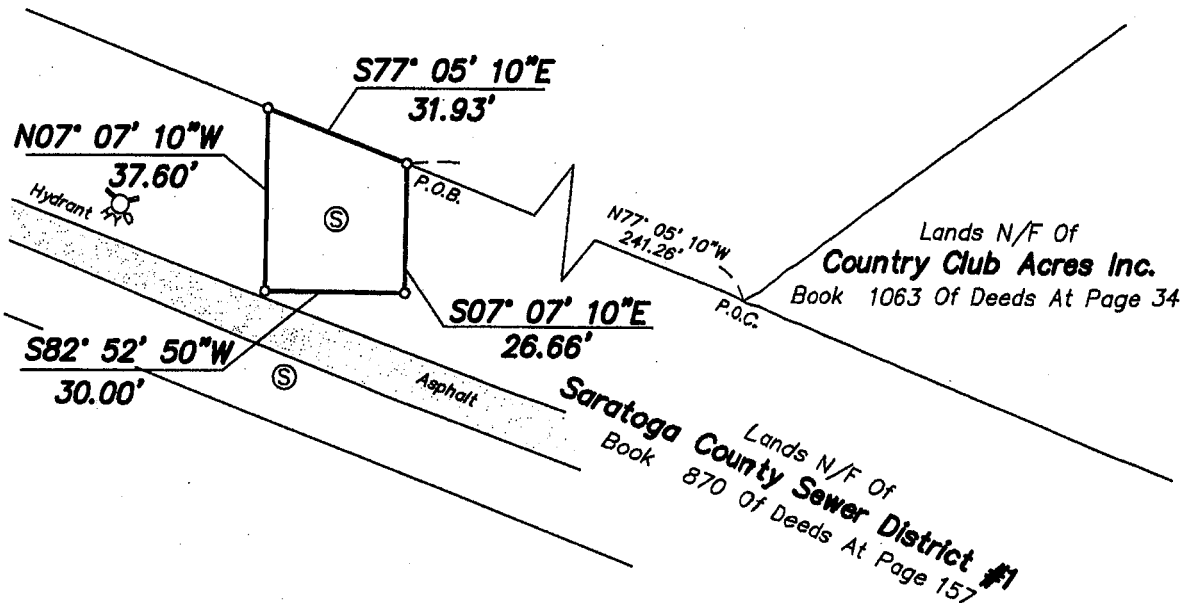 S77° 05' 10"E
31.93'
N07° 07' 10"W
37.60'
Hydrant
P.O.B.
S
N77° 05' 10"W
241.26'
Lands N/F Of
Country Club Acres Inc.
Book 1063 Of Deeds At Page 34
P.O.C.
S07° 07' 10"E
26.66'
S82° 52' 50"W
30.00'
S
Asphalt
Lands N/F Of
Saratoga County Sewer District #1
Book 870 Of Deeds At Page 157